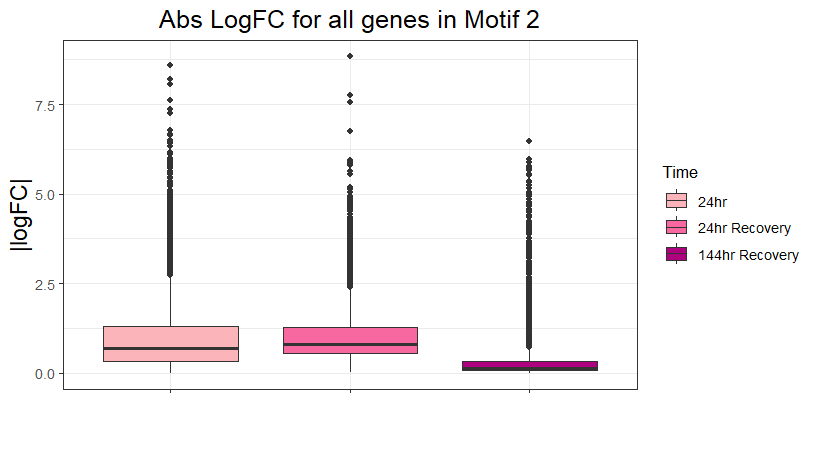 Abs LogFC for all genes in Motif 2
|logFC|
7.5
5.0
2.5
0.0
Time
24hr
24hr Recovery
144hr Recovery